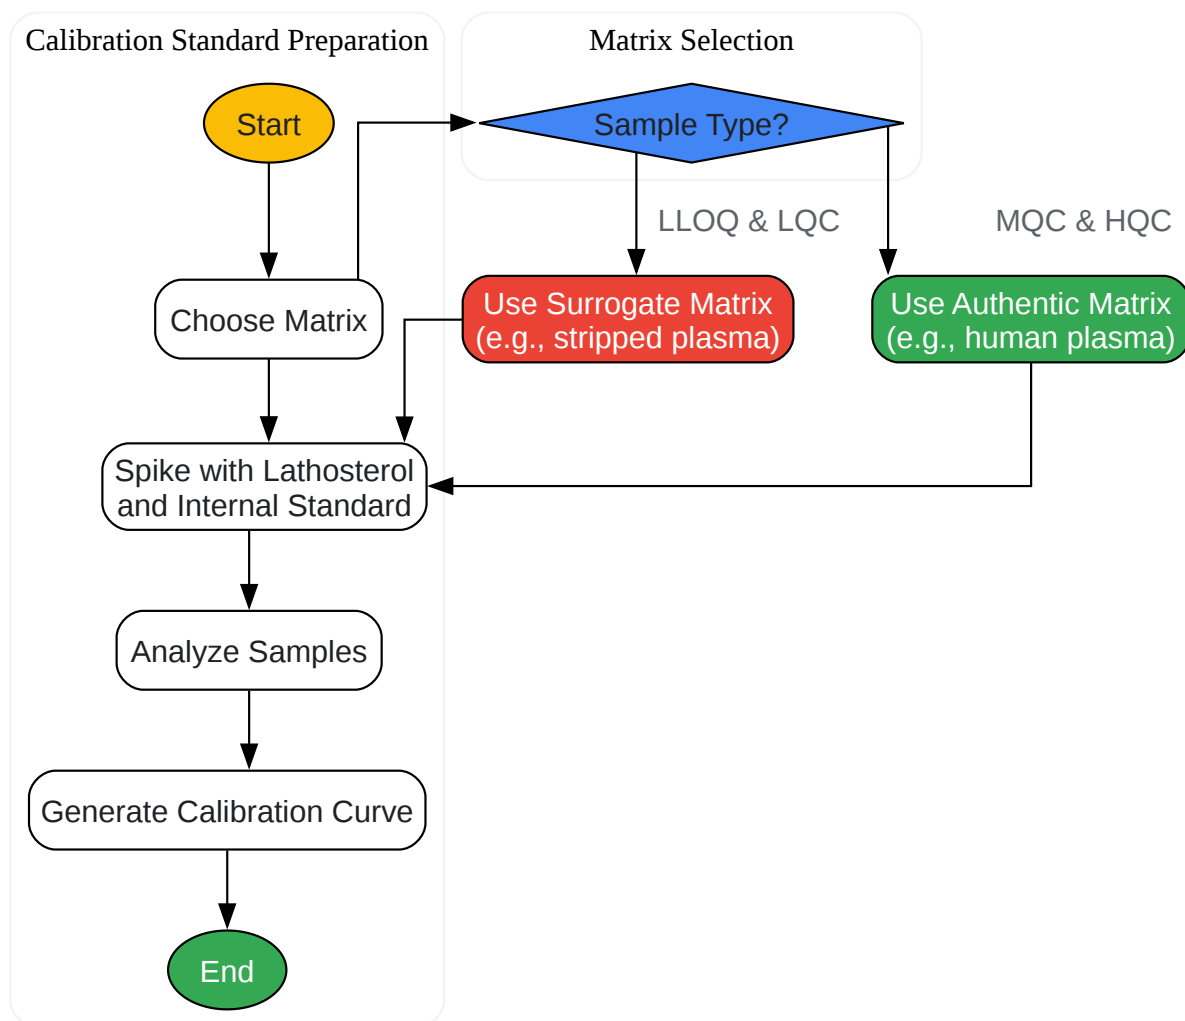 Calibration Standard Preparation
Matrix Selection
Start
Sample Type?
LLOQ & LQC
MQC & HQC
Choose Matrix
Use Surrogate Matrix
(e.g., stripped plasma)
Use Authentic Matrix
(e.g., human plasma)
Spike with Lathosterol
and Internal Standard
Analyze Samples
Generate Calibration Curve
End